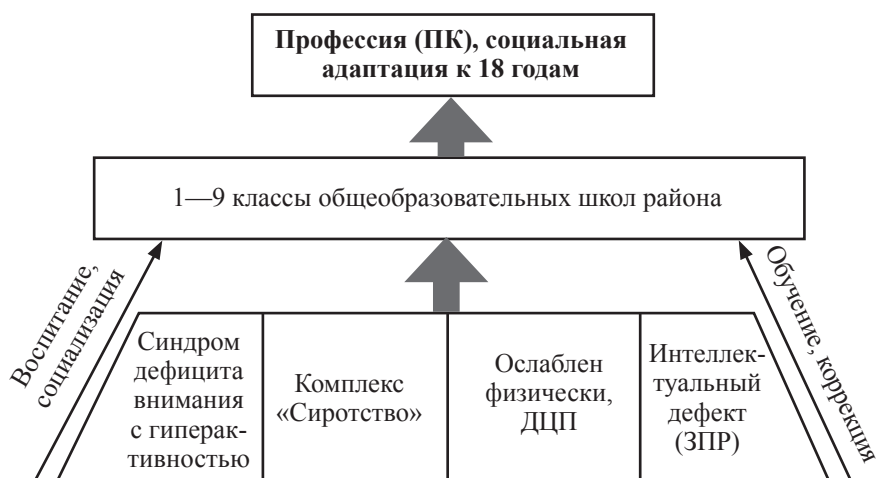 Профессия (ПК), социальная
адаптация к 18 годам
1—9 классы общеобразовательных школ района
Воспитание,
социализация
Синдром
дефицита
внимания
с гиперак-
тивностью
Комплекс
«Сиротство»
Ослаблен
физически,
ДЦП
Интеллек-
туальный
дефект
(ЗПР)
Обучение, коррекция